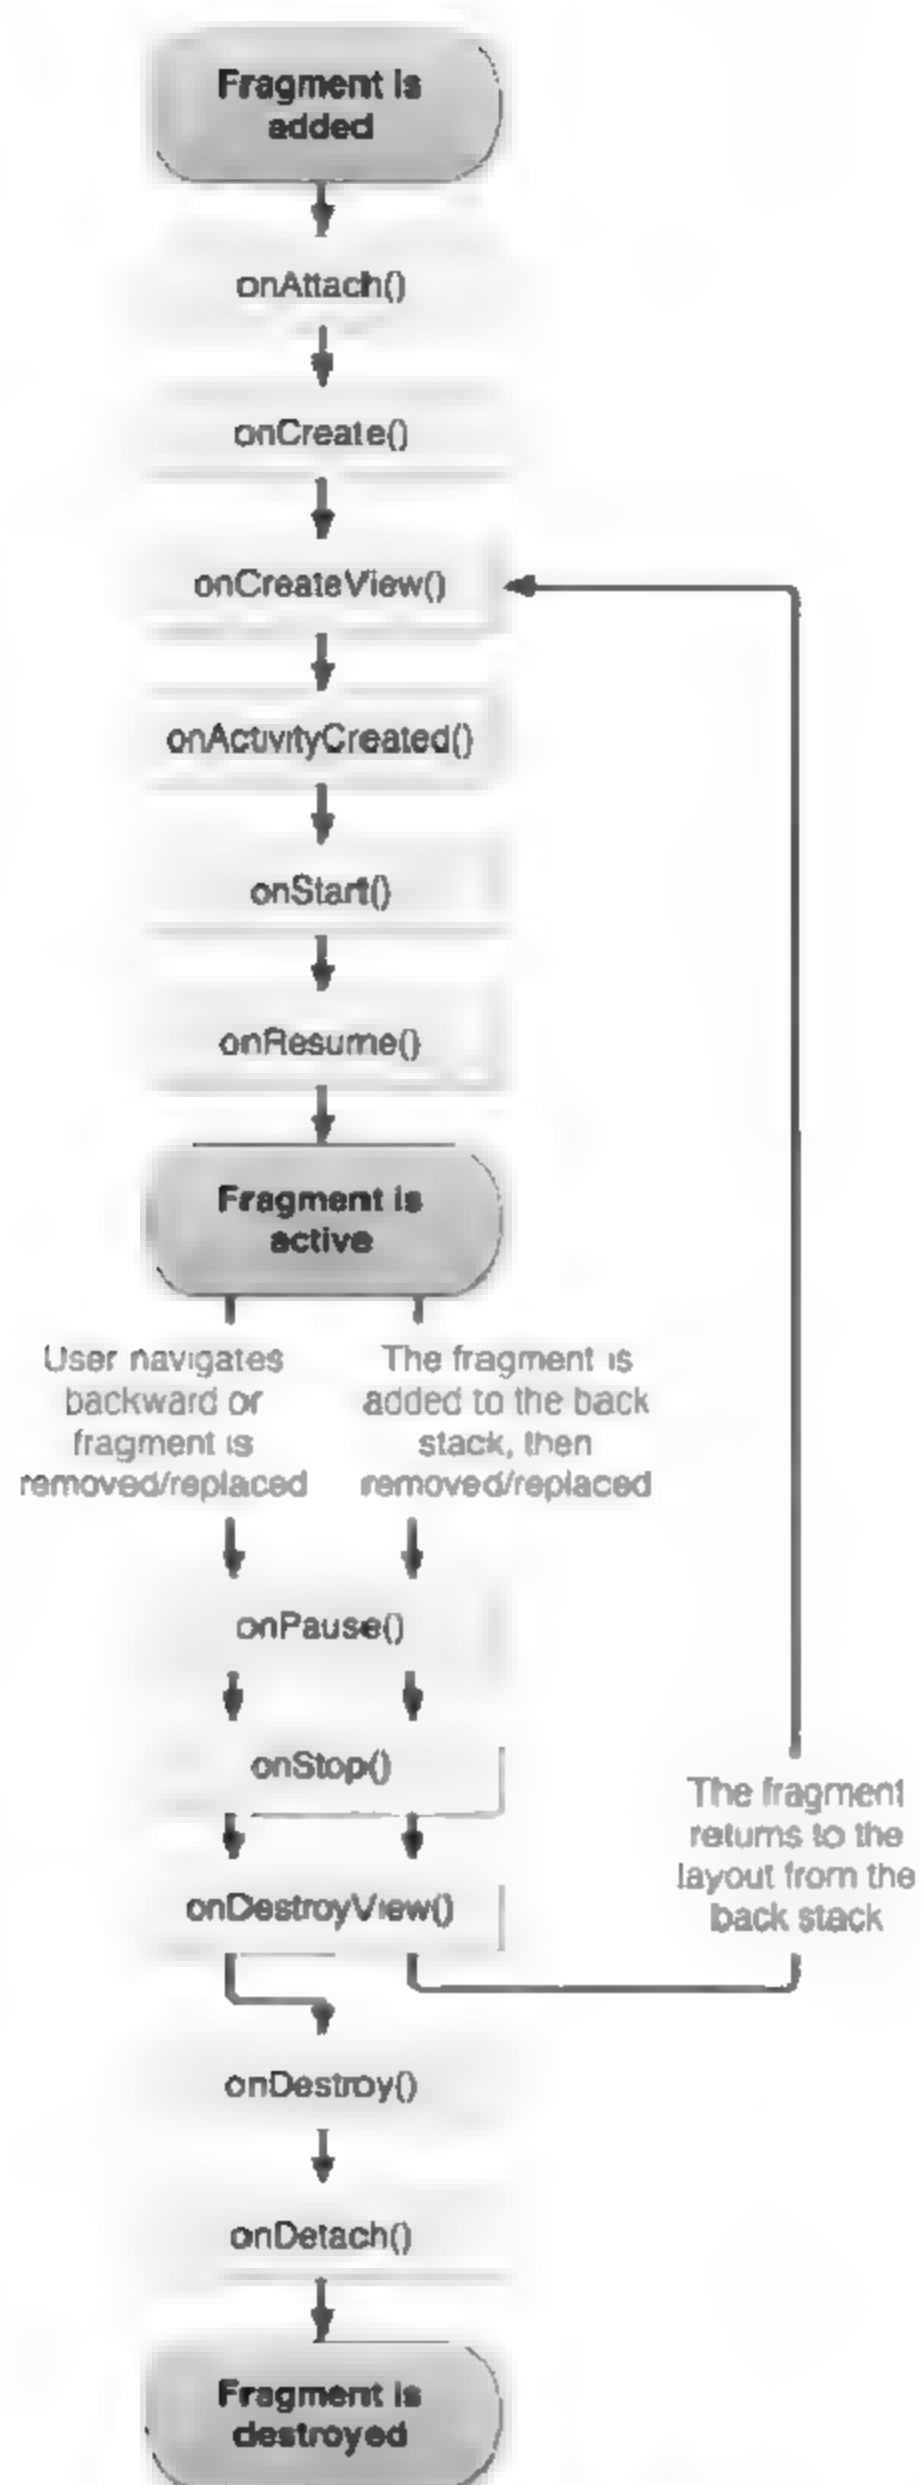 Fragment is
added
onAttach()
onCreate()
onCreateView()
onActivityCreated()
onStart()
onResume()
Fragment is
active
User navigates
backward or
fragment is
removed/replaced
The fragment is
added to the back
stack, then
removed/replaced
onPause()
onStop()
The fragment
returns to the
layout from the
back stack
onDestroyView()
onDestroy()
onDetach()
Fragment is
destroyed